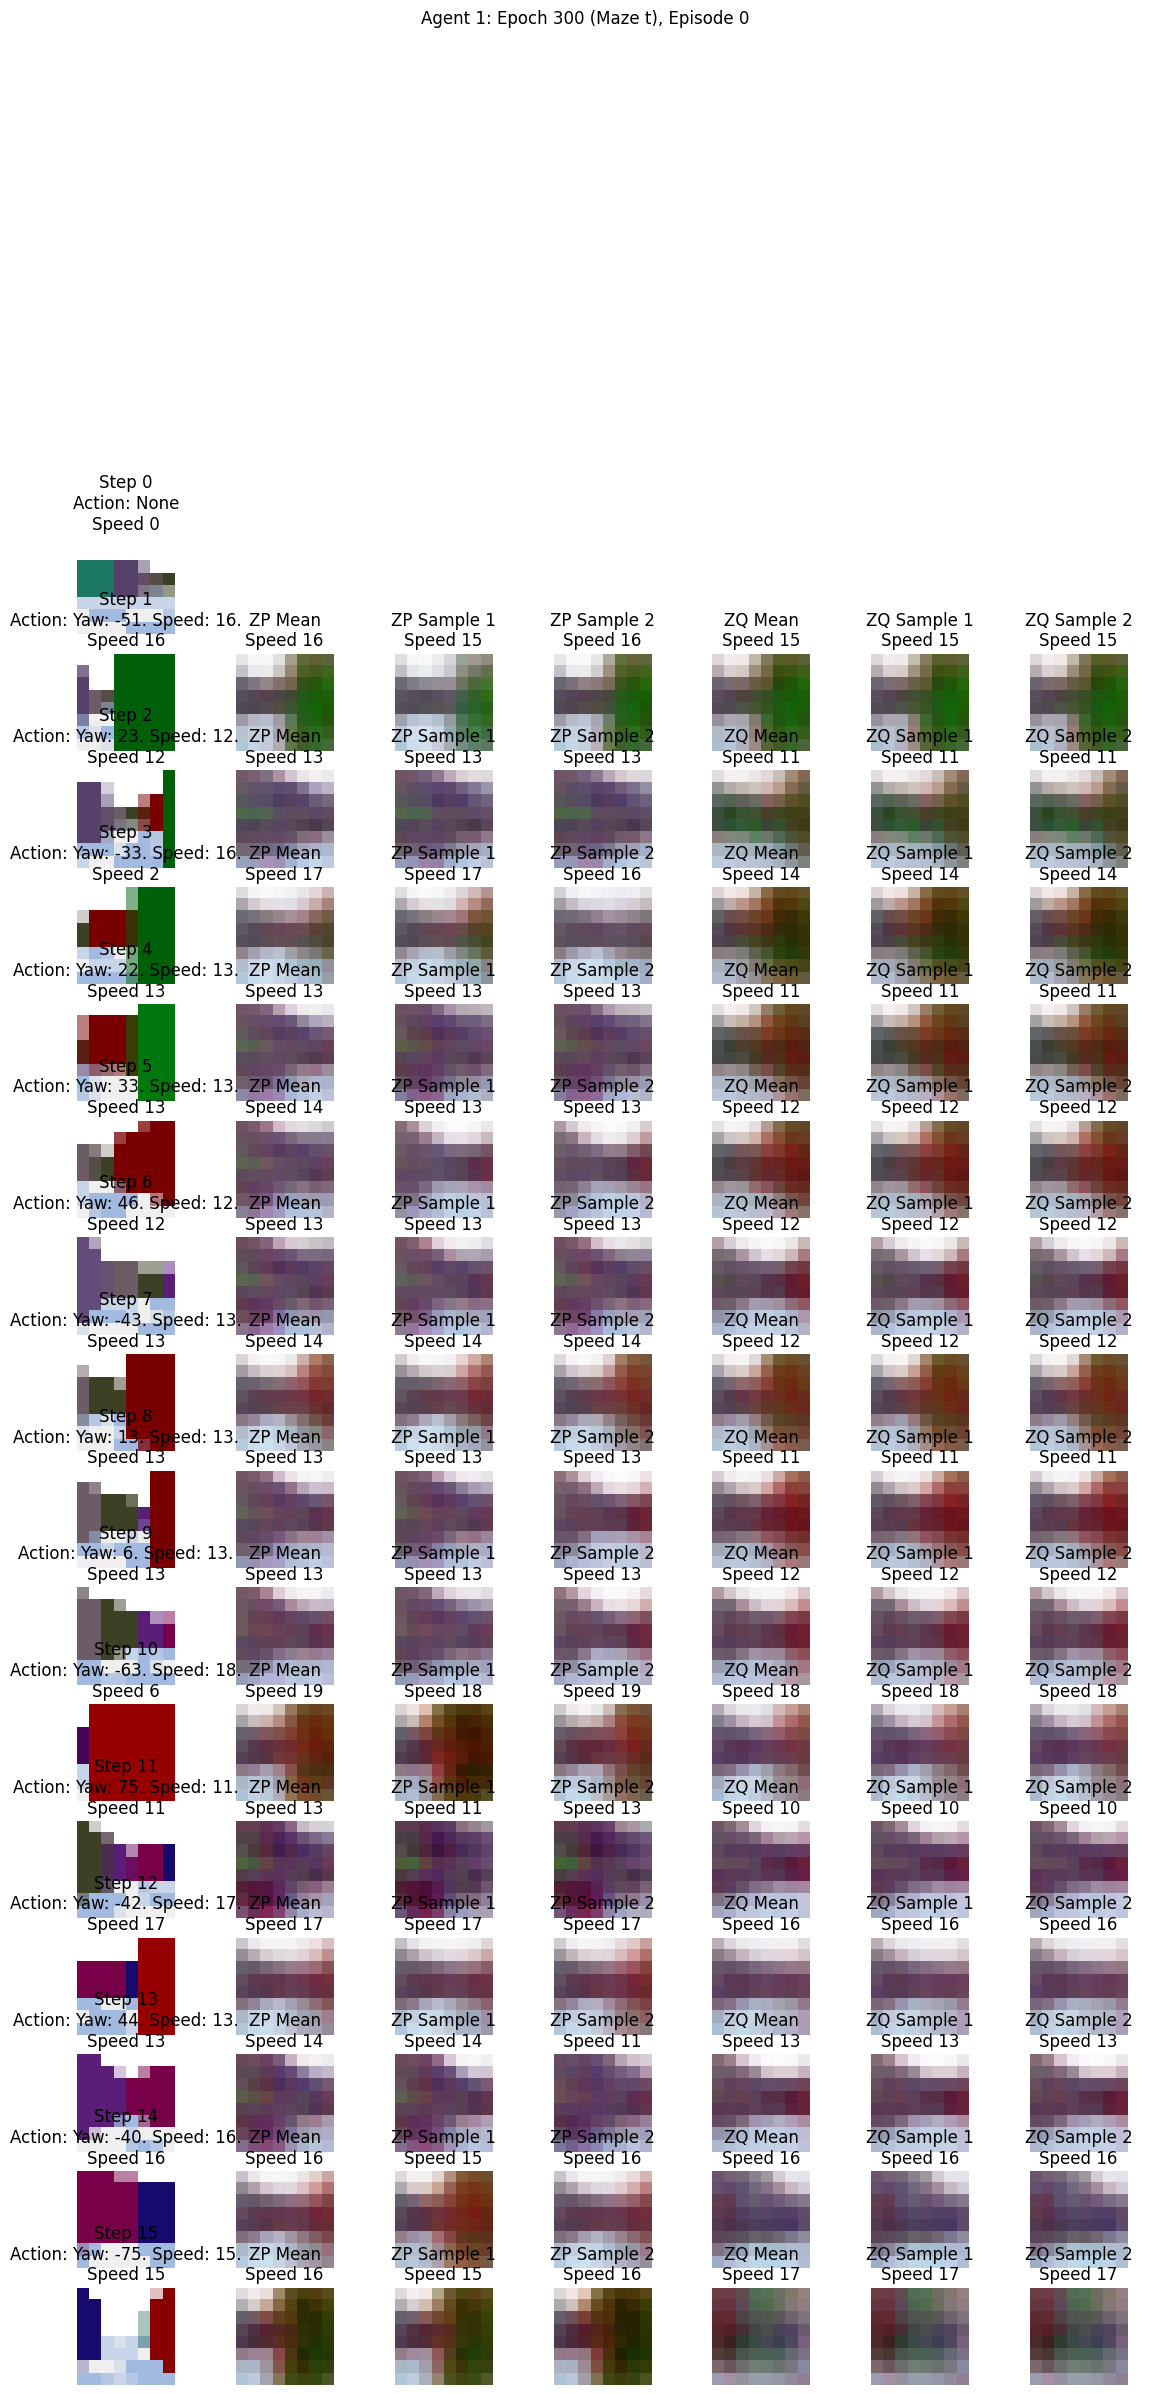 Agent 1: Epoch 300 (Maze t), Episode 0
Step 0
Action: None
Speed 0
Step 1
Action: Yaw: -51. Speed: 16. ZP Mean ZP Sample 1 ZP Sample 2 ZQ Mean ZQ Sample 1 ZQ Sample 2
Speed 16 Speed 16 Speed 15 Speed 16 Speed 15 Speed 15 Speed 15
Step 2
Action: Yaw: 23. Speed: 12. ZP Mean ZP Sample 1 ZP Sample 2 ZQ Mean ZQ Sample 1 ZQ Sample 2
Speed 12 Speed 13 Speed 13 Speed 13 Speed 11 Speed 11 Speed 11
Step 3
Action: Yaw: -33. Speed: 16. ZP Mean ZP Sample 1 ZP Sample 2 ZQ Mean ZQ Sample 1 ZQ Sample 2
Speed 2 Speed 17 Speed 17 Speed 16 Speed 14 Speed 14 Speed 14
Step 4
Action: Yaw: 22. Speed: 13. ZP Mean ZP Sample 1 ZP Sample 2 ZQ Mean ZQ Sample 1 ZQ Sample 2
Speed 13 Speed 13 Speed 13 Speed 13 Speed 11 Speed 11 Speed 11
Step 5
Action: Yaw: 33. Speed: 13. ZP Mean ZP Sample 1 ZP Sample 2 ZQ Mean ZQ Sample 1 ZQ Sample 2
Speed 13 Speed 14 Speed 13 Speed 13 Speed 12 Speed 12 Speed 12
Step 6
Action: Yaw: 46. Speed: 12. ZP Mean ZP Sample 1 ZP Sample 2 ZQ Mean ZQ Sample 1 ZQ Sample 2
Speed 12 Speed 13 Speed 13 Speed 13 Speed 12 Speed 12 Speed 12
Step 7
Action: Yaw: -43. Speed: 13. ZP Mean ZP Sample 1 ZP Sample 2 ZQ Mean ZQ Sample 1 ZQ Sample 2
Speed 13 Speed 14 Speed 14 Speed 14 Speed 12 Speed 12 Speed 12
Step 8
Action: Yaw: 13. Speed: 13. ZP Mean ZP Sample 1 ZP Sample 2 ZQ Mean ZQ Sample 1 ZQ Sample 2
Speed 13 Speed 13 Speed 13 Speed 13 Speed 11 Speed 11 Speed 11
Step 9
Action: Yaw: 6. Speed: 13. ZP Mean ZP Sample 1 ZP Sample 2 ZQ Mean ZQ Sample 1 ZQ Sample 2
Speed 13 Speed 13 Speed 13 Speed 13 Speed 12 Speed 12 Speed 12
Step 10
Action: Yaw: -63. Speed: 18. ZP Mean ZP Sample 1 ZP Sample 2 ZQ Mean ZQ Sample 1 ZQ Sample 2
Speed 6 Speed 19 Speed 18 Speed 19 Speed 18 Speed 18 Speed 18
Step 11
Action: Yaw: 75. Speed: 11. ZP Mean ZP Sample 1 ZP Sample 2 ZQ Mean ZQ Sample 1 ZQ Sample 2
Speed 11 Speed 13 Speed 11 Speed 13 Speed 10 Speed 10 Speed 10
Step 12
Action: Yaw: -42. Speed: 17. ZP Mean ZP Sample 1 ZP Sample 2 ZQ Mean ZQ Sample 1 ZQ Sample 2
Speed 17 Speed 17 Speed 17 Speed 17 Speed 16 Speed 16 Speed 16
Step 13
Action: Yaw: 44. Speed: 13. ZP Mean ZP Sample 1 ZP Sample 2 ZQ Mean ZQ Sample 1 ZQ Sample 2
Speed 13 Speed 14 Speed 14 Speed 11 Speed 13 Speed 13 Speed 13
Step 14
Action: Yaw: -40. Speed: 16. ZP Mean ZP Sample 1 ZP Sample 2 ZQ Mean ZQ Sample 1 ZQ Sample 2
Speed 16 Speed 16 Speed 15 Speed 16 Speed 16 Speed 16 Speed 16
Step 15
Action: Yaw: -75. Speed: 15. ZP Mean ZP Sample 1 ZP Sample 2 ZQ Mean ZQ Sample 1 ZQ Sample 2
Speed 15 Speed 16 Speed 15 Speed 16 Speed 17 Speed 17 Speed 17